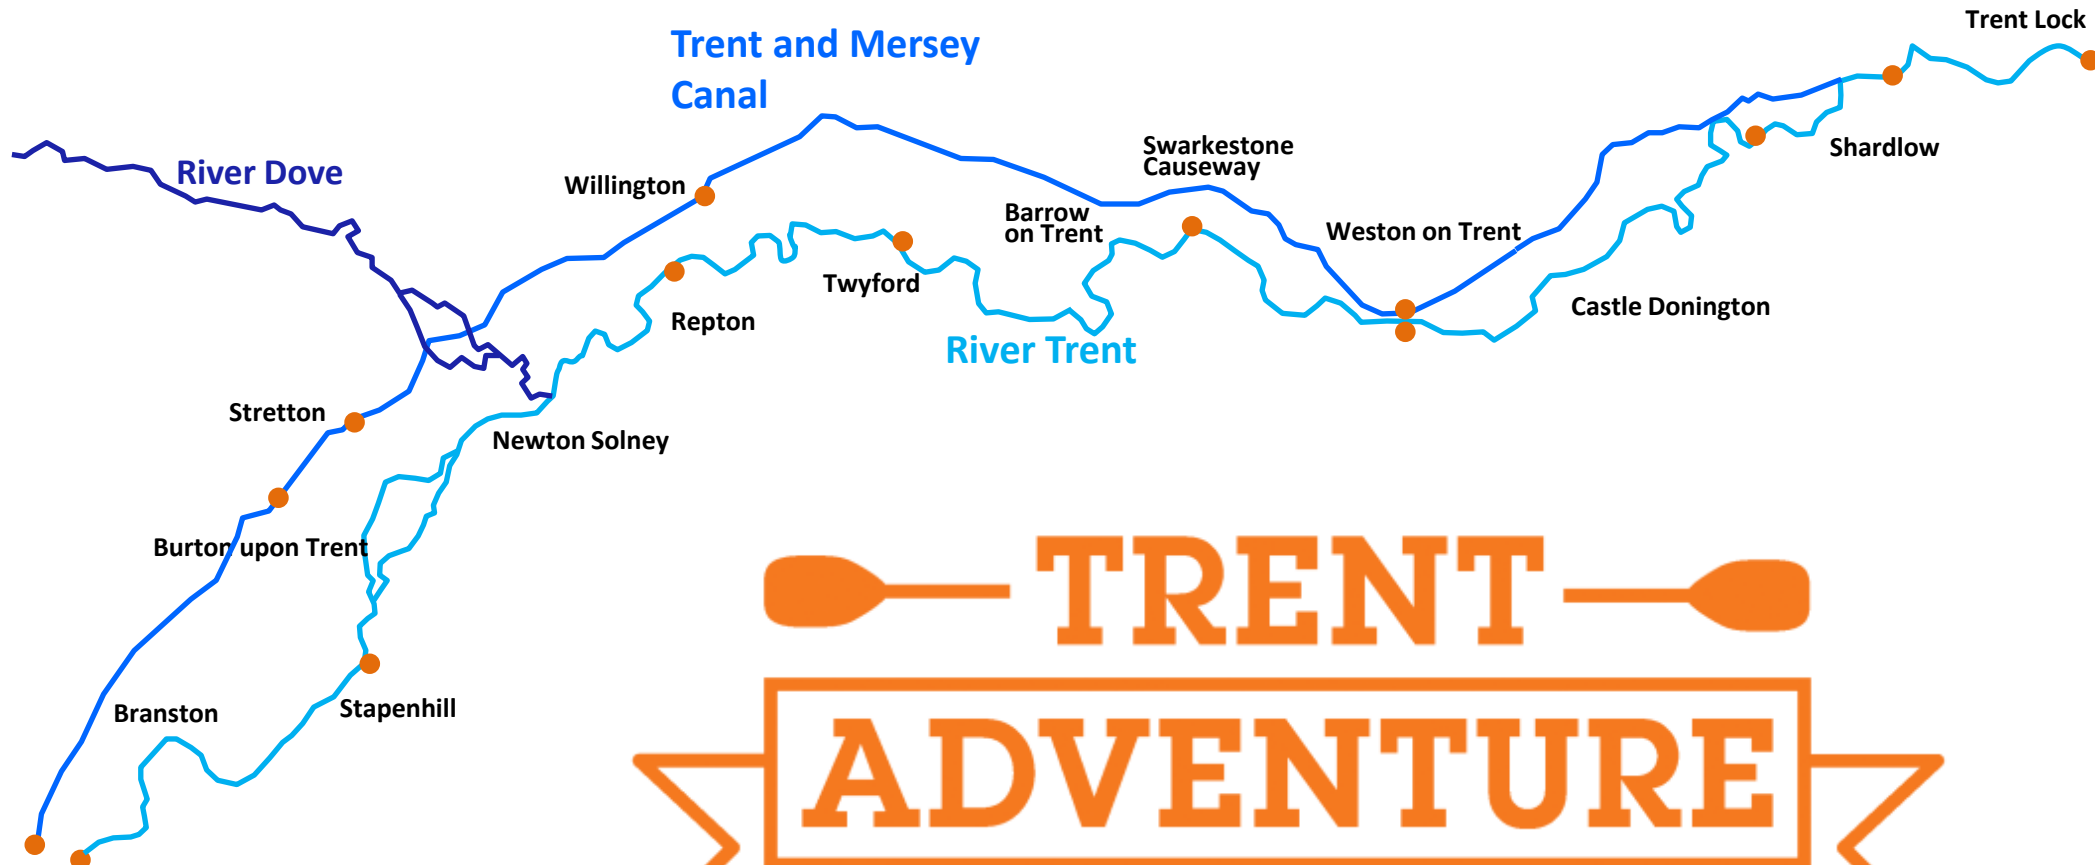 Trent Lock
Trent and Mersey
Canal
Swarkestone
Causeway
Shardlow
River Dove
Willington
Barrow
on Trent
Weston on Trent
Twyford
Castle Donington
Repton
River Trent
Stretton
Newton Solney
Burton upon Trent
Stapenhill
Branston
TRENT
ADVENTURE